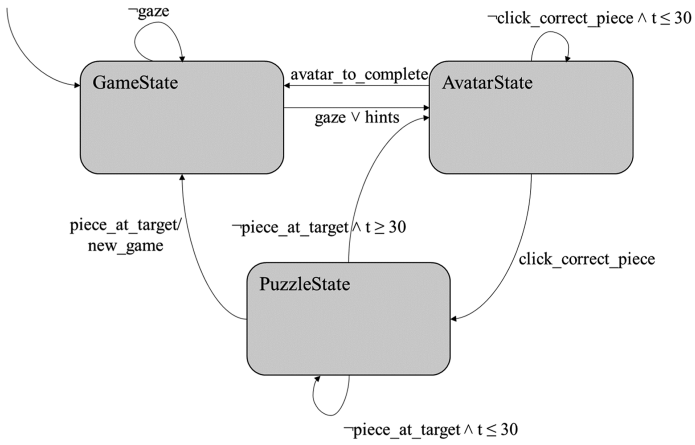 ¬gaze
¬click_correct_piece ∧ t ≤ 30
GameState
avatar_to_complete
AvatarState
gaze ∨ hints
piece_at_target/
new_game
¬piece_at_target ∧ t ≥ 30
click_correct_piece
PuzzleState
¬piece_at_target ∧ t ≤ 30